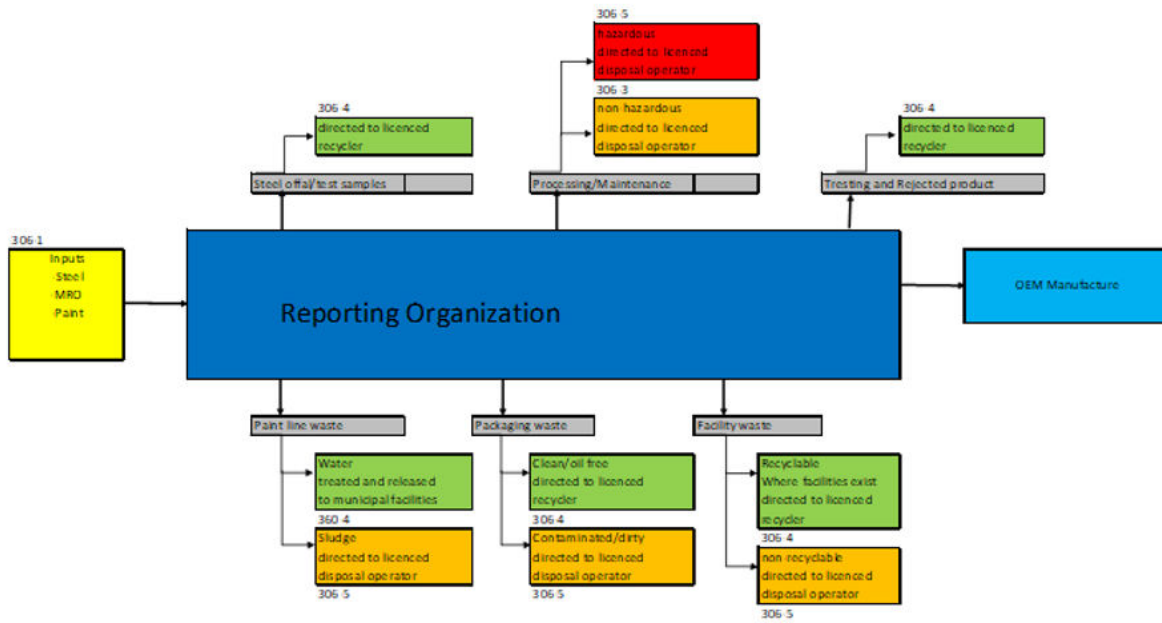 306-5
hazardous
directed to licenced
disposal operator
306-3
non-hazardous
directed to licenced
disposal operator
306-4
directed to licenced
recycler
306-4
directed to licenced
recycler
Steel offal/test samples
Processing/Maintenance
Tresting and Rejected product
306-1
Inputs
-Steel
-MRO
-Paint
Reporting Organization
OEM Manufacture
Paint line waste
Packaging waste
Facility waste
Water
treated and released
to municipal facilities
360-4
Sludge
directed to licenced
disposal operator
306-5
Clean/oil free
directed to licenced
recycler
306-4
Contaminated/dirty
directed to licenced
disposal operator
306-5
Recyclable
Where facilities exist
directed to licenced
recycler
306-4
non-recyclable
directed to licenced
disposal operator
306-5